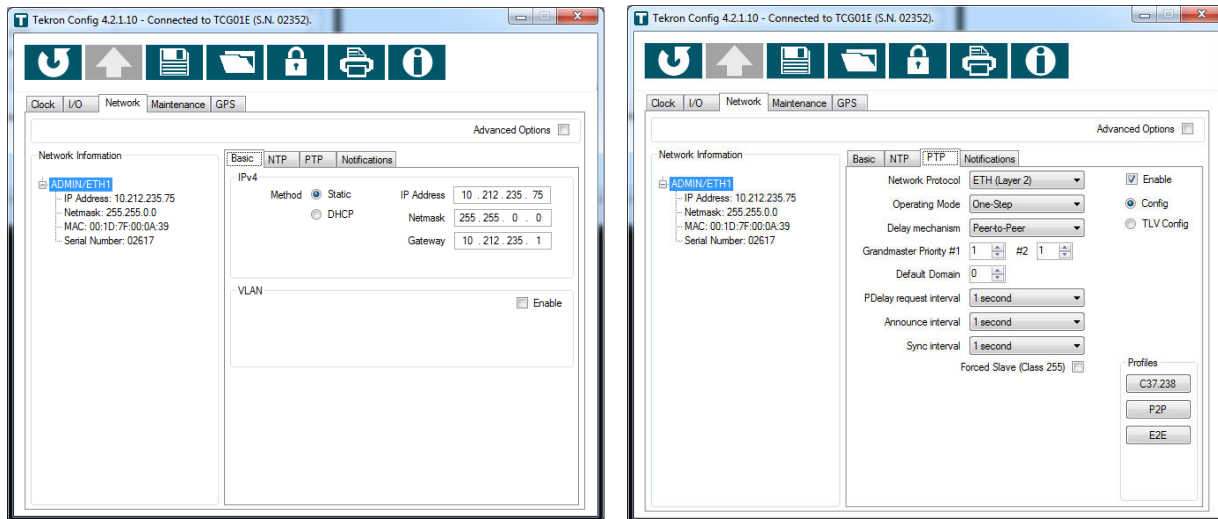 Tekron Config 4.2.1.10 - Connected to TCG01E (S.N. 02352).
Clock I/O Network Maintenance GPS
Advanced Options
Network Information
ADMIN/ETH1
IP Address: 10.212.235.75
Netmask: 255.255.0.0
MAC: 00:1D:7F:00:0A:39
Serial Number: 02617
Basic NTP PTP Notifications
IPv4
Method Static IP Address 10 . 212 . 235 . 75
DHCP Netmask 255 . 255 . 0 . 0
Gateway 10 . 212 . 235 . 1
VLAN
Enable
Tekron Config 4.2.1.10 - Connected to TCG01E (S.N. 02352).
Clock I/O Network Maintenance GPS
Advanced Options
Network Information
ADMIN/ETH1
IP Address: 10.212.235.75
Netmask: 255.255.0.0
MAC: 00:1D:7F:00:0A:39
Serial Number: 02617
Basic NTP PTP Notifications
Network Protocol ETH (Layer 2) Enable
Operating Mode One-Step Config
Delay mechanism Peer-to-Peer TLV Config
Grandmaster Priority #1 1 #2 1
Default Domain 0
PDelay request interval 1 second
Announce interval 1 second
Sync interval 1 second
Forced Slave (Class 255)
Profiles
C37.238
P2P
E2E